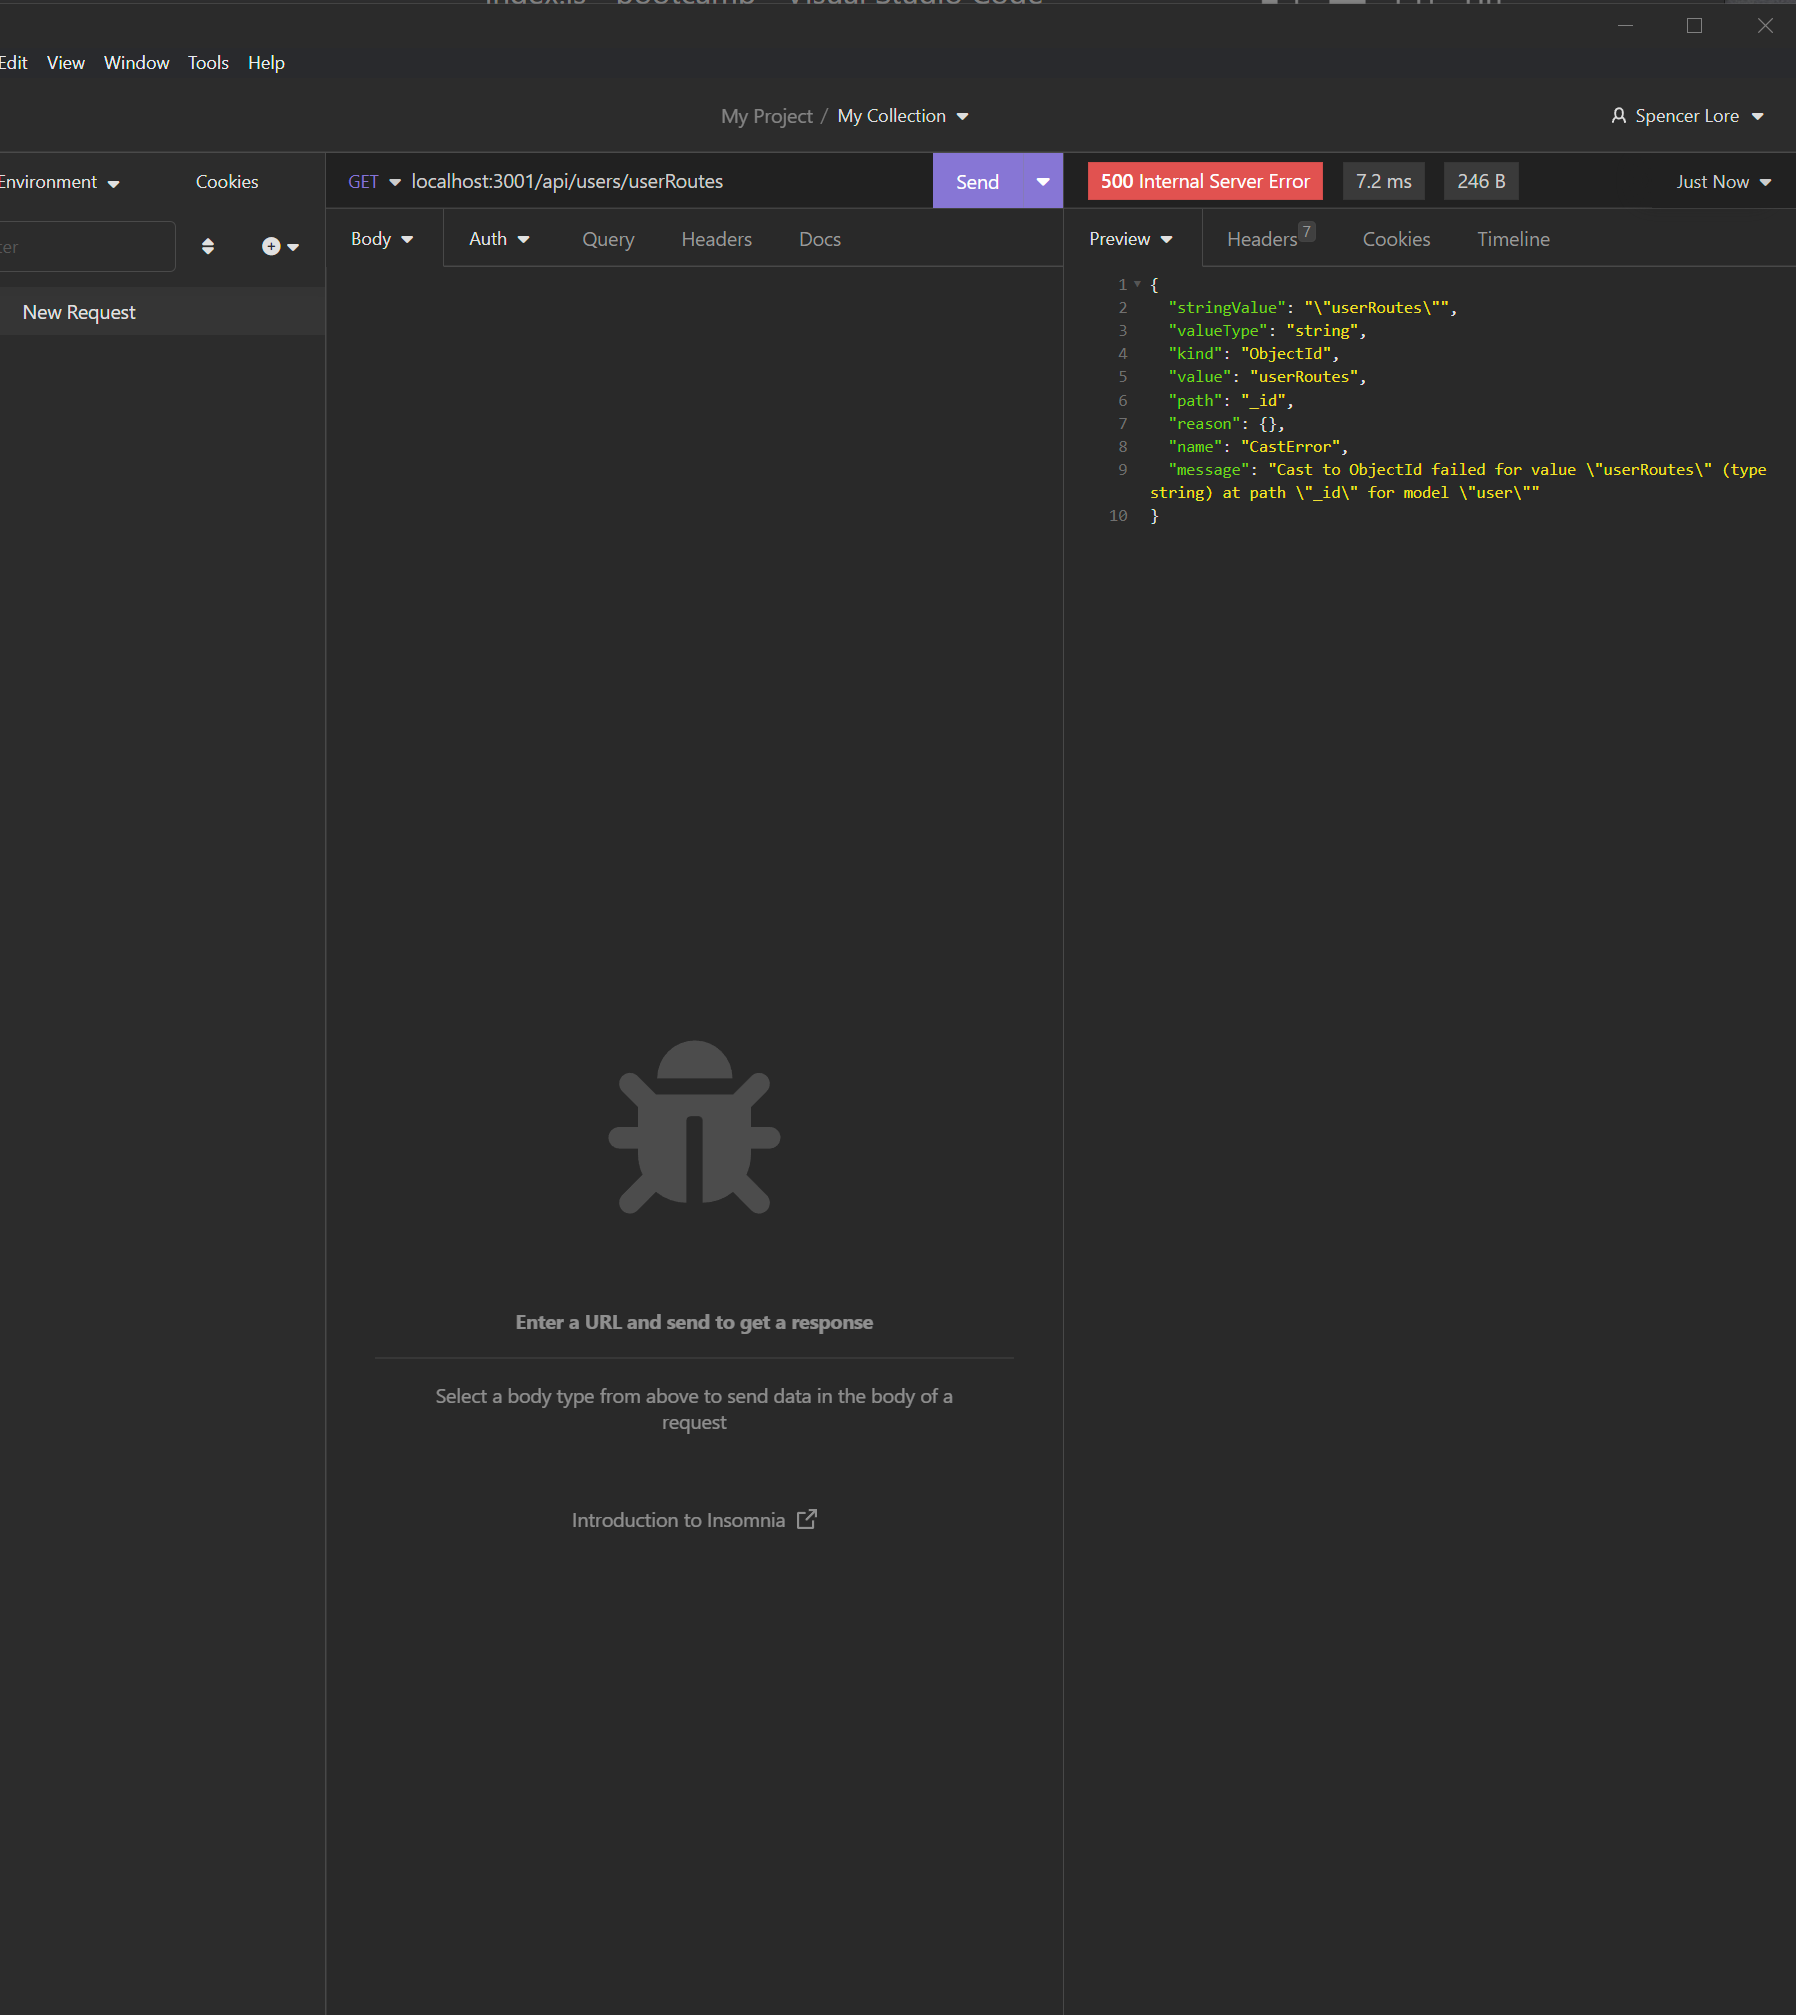 Edit View Window Tools Help
My Project / My Collection
Spencer Lore
Environment
Cookies
GET localhost:3001/api/users/userRoutes
Send
500 Internal Server Error
7.2 ms
246 B
Just Now
Body
Auth
Query
Headers
Docs
Preview
Headers 7
Cookies
Timeline
New Request
1 {
2 "stringValue": "\"userRoutes\"",
3 "valueType": "string",
4 "kind": "ObjectId",
5 "value": "userRoutes",
6 "path": "_id",
7 "reason": {},
8 "name": "CastError",
9 "message": "Cast to ObjectId failed for value \"userRoutes\" (type
string) at path \"_id\" for model \"user\""
10 }
Enter a URL and send to get a response
Select a body type from above to send data in the body of a
request
Introduction to Insomnia